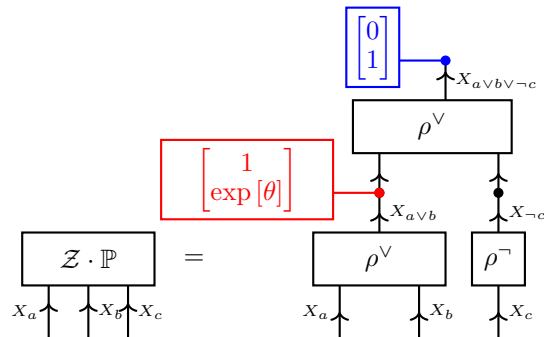 [0
1]
X_{a∨b∨¬c}
ρ^∨
[1
exp [θ]]
X_{a∨b}
X_{¬c}
𝒵 · ℙ = ρ^∨ ρ^¬
X_a X_b X_c X_a X_b X_c